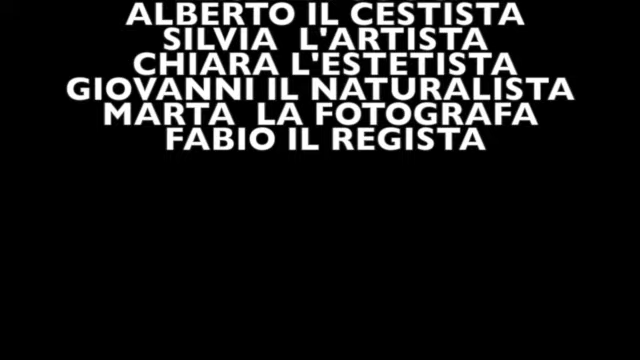 ALBERTO IL CESTISTA
SILVIA  L'ARTISTA
CHIARA L'ESTETISTA
GIOVANNI IL NATURALISTA
MARTA  LA FOTOGRAFA
FABIO IL REGISTA